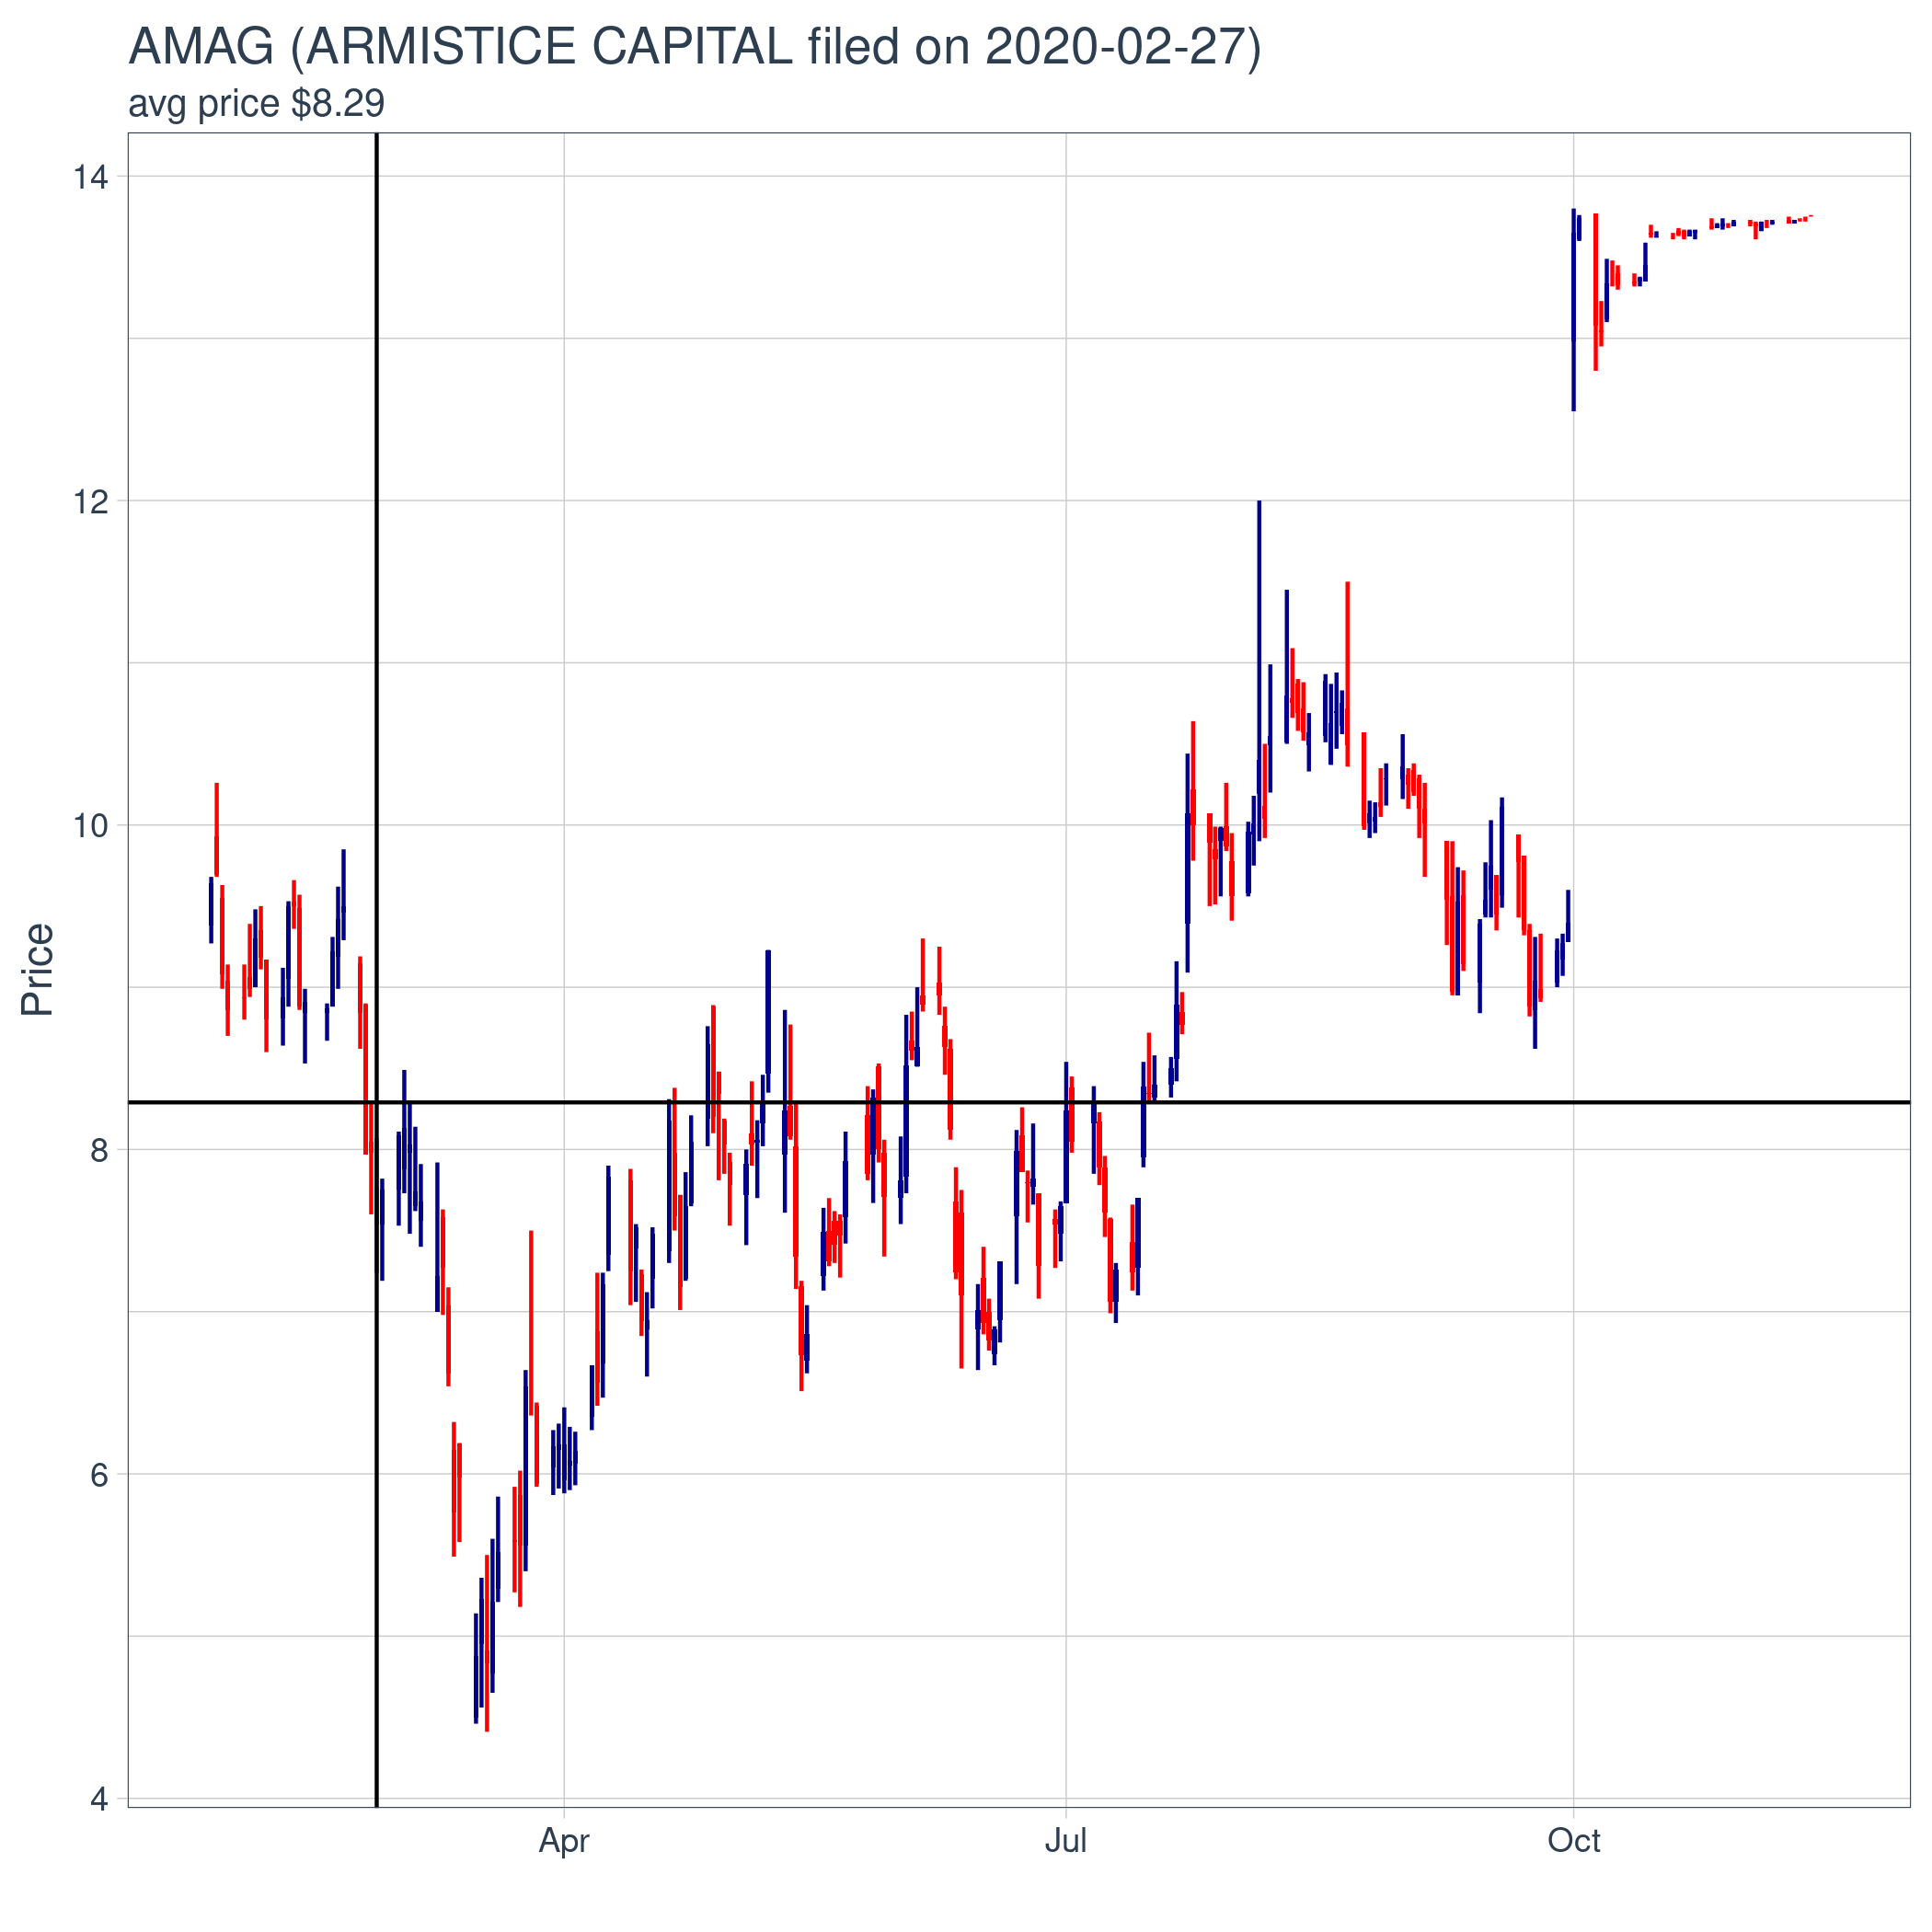 AMAG (ARMISTICE CAPITAL filed on 2020-02-27)
avg price $8.29
14
12
10
8
6
4
Price
Apr
Jul
Oct